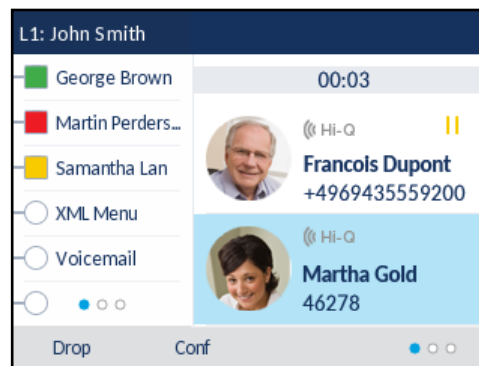 L1: John Smith
George Brown
Martin Perders...
Samantha Lan
XML Menu
Voicemail
00:03
Hi-Q
Francois Dupont
+4969435559200
Hi-Q
Martha Gold
46278
Drop
Conf